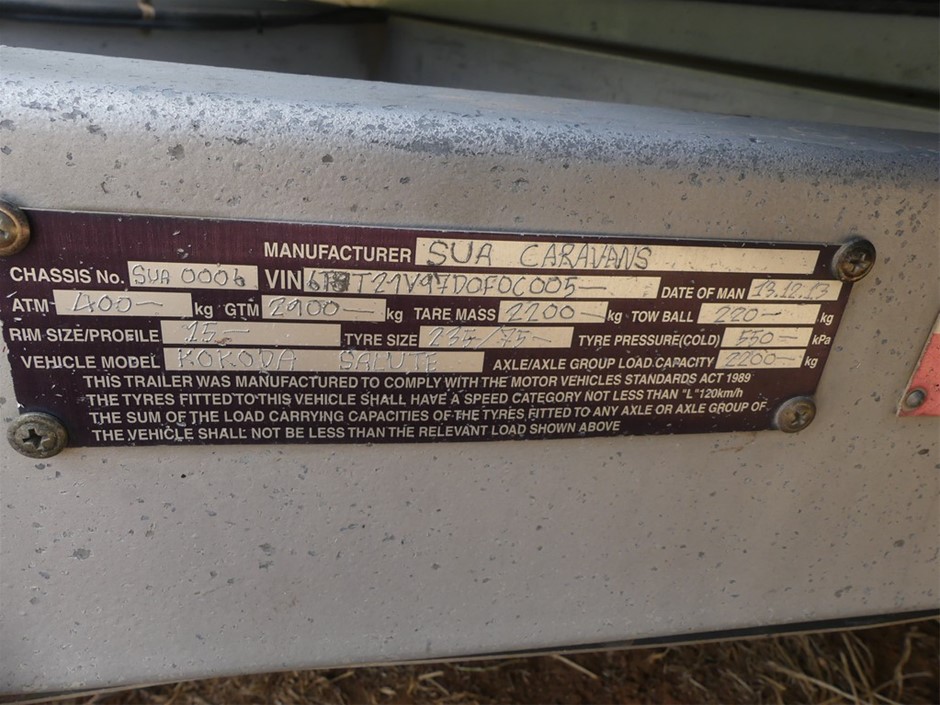 MANUFACTURER SUA CARAVANS
CHASSIS No. SUA 0006 VIN DATE OF MAN 13.12.13
ATM 400— kg GTM 2900— kg TARE MASS 2200— kg TOW BALL 220— kg
RIM SIZE/PROFILE 15— TYRE SIZE 235/75— TYRE PRESSURE(COLD) 550— kPa
VEHICLE MODEL KOKODA SALUTE AXLE/AXLE GROUP LOAD CAPACITY 2200— kg
THIS TRAILER WAS MANUFACTURED TO COMPLY WITH THE MOTOR VEHICLES STANDARDS ACT 1989
THE TYRES FITTED TO THIS VEHICLE SHALL HAVE A SPEED CATEGORY NOT LESS THAN "L" 120km/h
THE SUM OF THE LOAD CARRYING CAPACITIES OF THE TYRES FITTED TO ANY AXLE OR AXLE GROUP OF
THE VEHICLE SHALL NOT BE LESS THAN THE RELEVANT LOAD SHOWN ABOVE